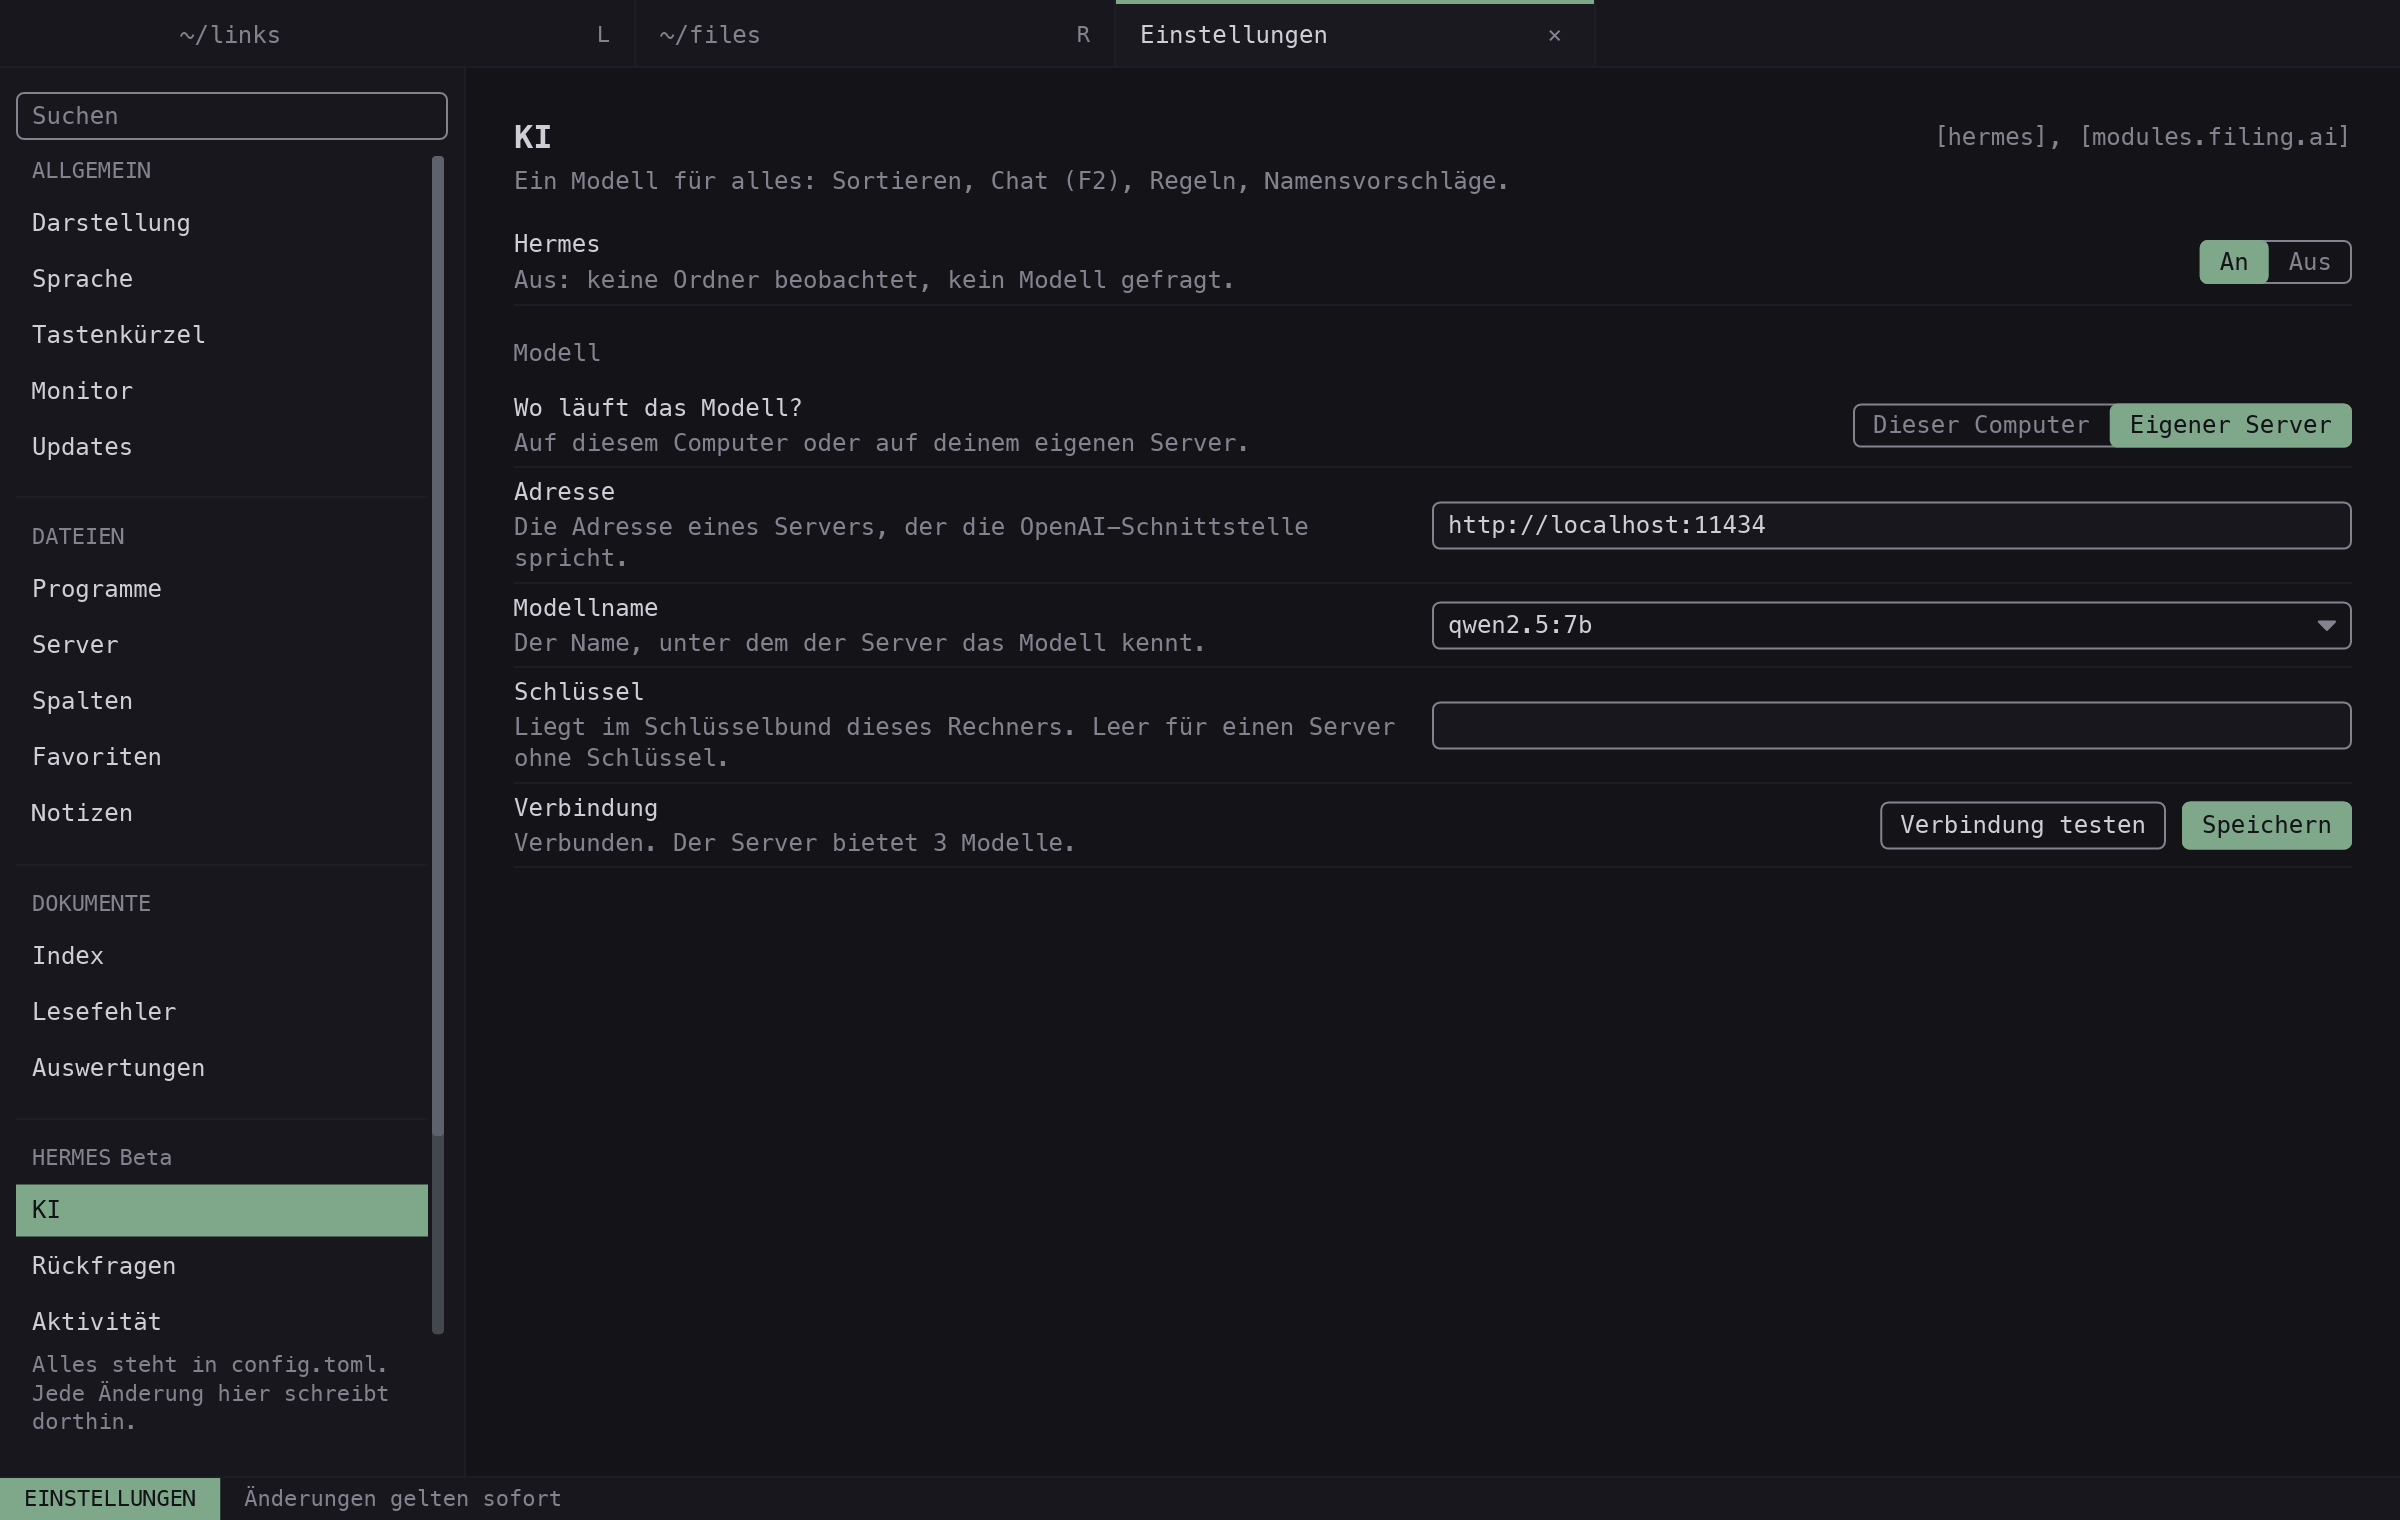 ~/links L ~/files R Einstellungen ×
Suchen
ALLGEMEIN
Darstellung
Sprache
Tastenkürzel
Monitor
Updates
DATEIEN
Programme
Server
Spalten
Favoriten
Notizen
DOKUMENTE
Index
Lesefehler
Auswertungen
HERMES Beta
KI
Rückfragen
Aktivität
Alles steht in config.toml.
Jede Änderung hier schreibt
dorthin.
KI [hermes], [modules.filing.ai]
Ein Modell für alles: Sortieren, Chat (F2), Regeln, Namensvorschläge.
Hermes
Aus: keine Ordner beobachtet, kein Modell gefragt.
An Aus
Modell
Wo läuft das Modell?
Auf diesem Computer oder auf deinem eigenen Server.
Dieser Computer Eigener Server
Adresse
Die Adresse eines Servers, der die OpenAI-Schnittstelle
spricht.
http://localhost:11434
Modellname
Der Name, unter dem der Server das Modell kennt.
qwen2.5:7b
Schlüssel
Liegt im Schlüsselbund dieses Rechners. Leer für einen Server
ohne Schlüssel.
Verbindung
Verbunden. Der Server bietet 3 Modelle.
Verbindung testen Speichern
EINSTELLUNGEN Änderungen gelten sofort